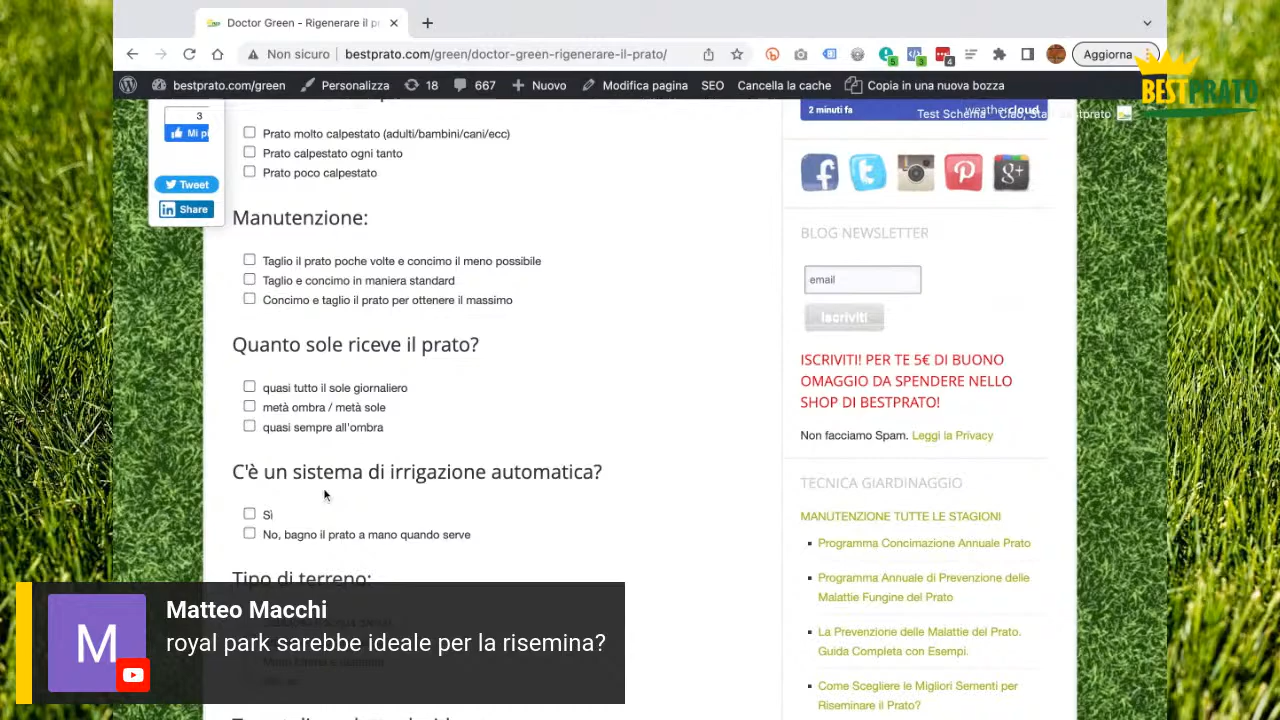 Doctor Green - Rigenerare il p
Non sicuro
bestprato.com/green/doctor-green-rigenerare-il-prato/
5
3
4
Aggiorna
bestprato.com/green
Personalizza
18
667
Nuovo
Modifica pagina
SEO
Cancella la cache
Copia in una nuova bozza
BESTPRATO
2 minuti fa
weathercloud
Test Schema
3
Mi pi
Tweet
Share
Prato molto calpestato (adulti/bambini/cani/ecc)
Prato calpestato ogni tanto
Prato poco calpestato
Manutenzione:
Taglio il prato poche volte e concimo il meno possibile
Taglio e concimo in maniera standard
Concimo e taglio il prato per ottenere il massimo
Quanto sole riceve il prato?
quasi tutto il sole giornaliero
metà ombra / metà sole
quasi sempre all'ombra
C'è un sistema di irrigazione automatica?
Sì
No, bagno il prato a mano quando serve
Tipo di terreno:
BLOG NEWSLETTER
email
Iscriviti
ISCRIVITI! PER TE 5€ DI BUONO
OMAGGIO DA SPENDERE NELLO
SHOP DI BESTPRATO!
Non facciamo Spam. Leggi la Privacy
TECNICA GIARDINAGGIO
MANUTENZIONE TUTTE LE STAGIONI
Programma Concimazione Annuale Prato
Programma Annuale di Prevenzione delle
Malattie Fungine del Prato
La Prevenzione delle Malattie del Prato.
Guida Completa con Esempi.
Come Scegliere le Migliori Sementi per
Riseminare il Prato?
M
Matteo Macchi
royal park sarebbe ideale per la risemina?